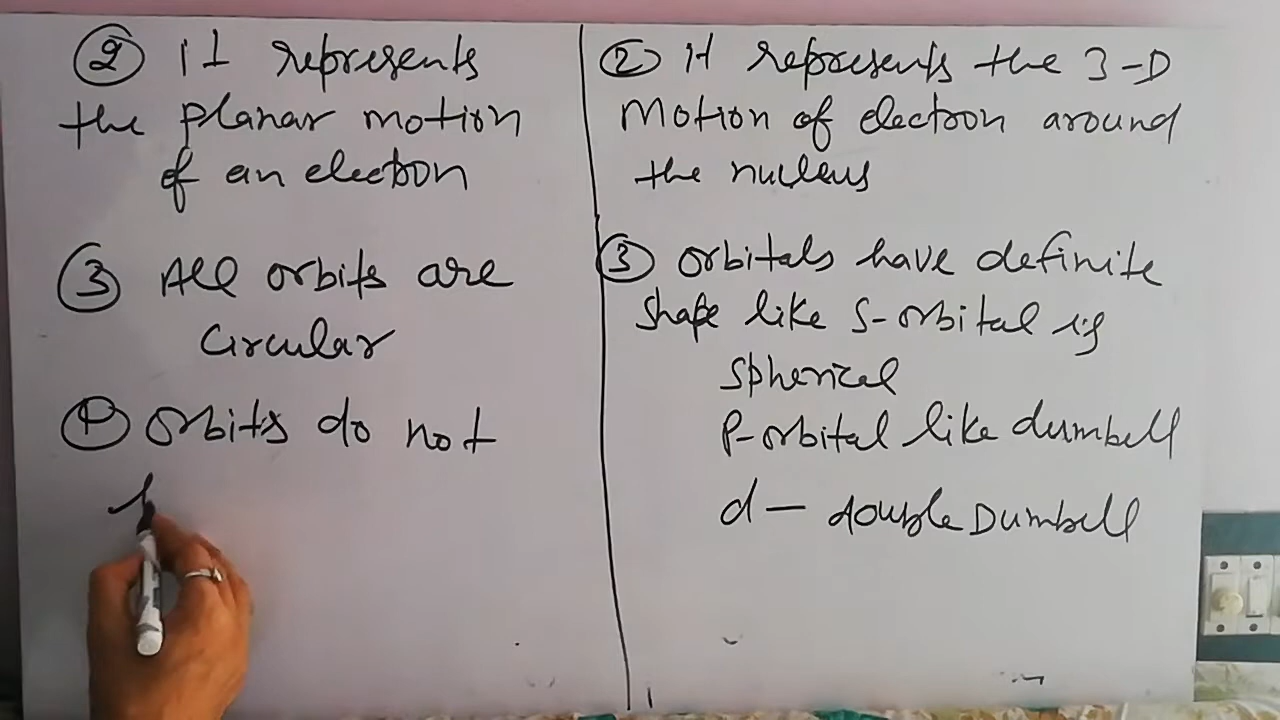 ② It represents
the planar motion
of an electron
③ All orbits are
Circular
④ orbits do not
② It represents the 3-D
Motion of electron around
the nucleus
③ orbitals have definite
shape like S-orbital is
spherical
P-orbital like dumbell
d — double Dumbell